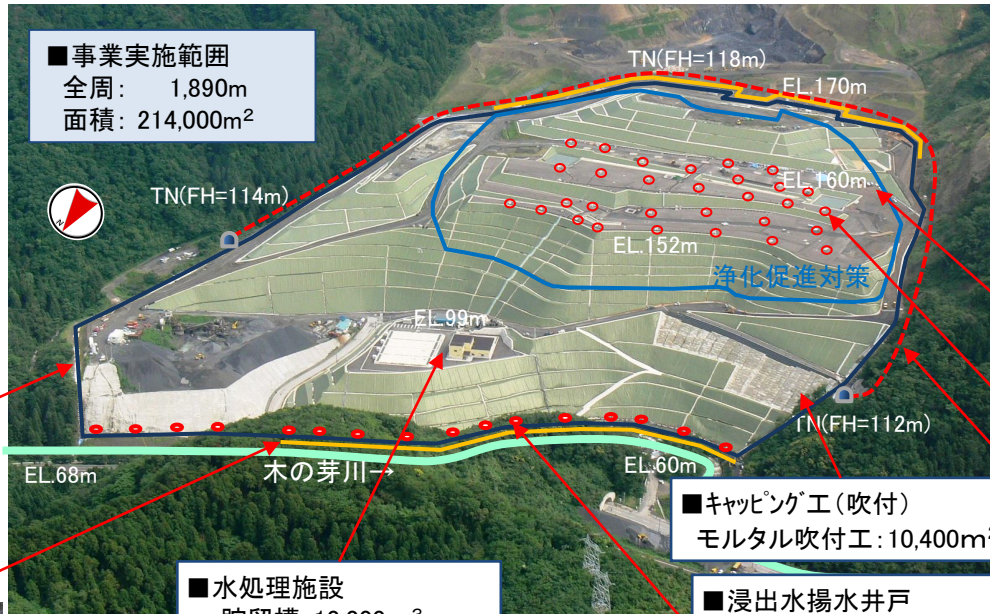 ■事業実施範囲
全周： 1,890m
面積：214,000m²
TN(FH=118m)
EL.170m
TN(FH=114m)
EL.160m
EL.152m
浄化促進対策
EL.99m
TN(FH=112m)
EL.68m
木の芽川→
EL.60m
■キャッピング工（吹付）
モルタル吹付工：10,400m²
■水処理施設
■浸出水揚水井戸